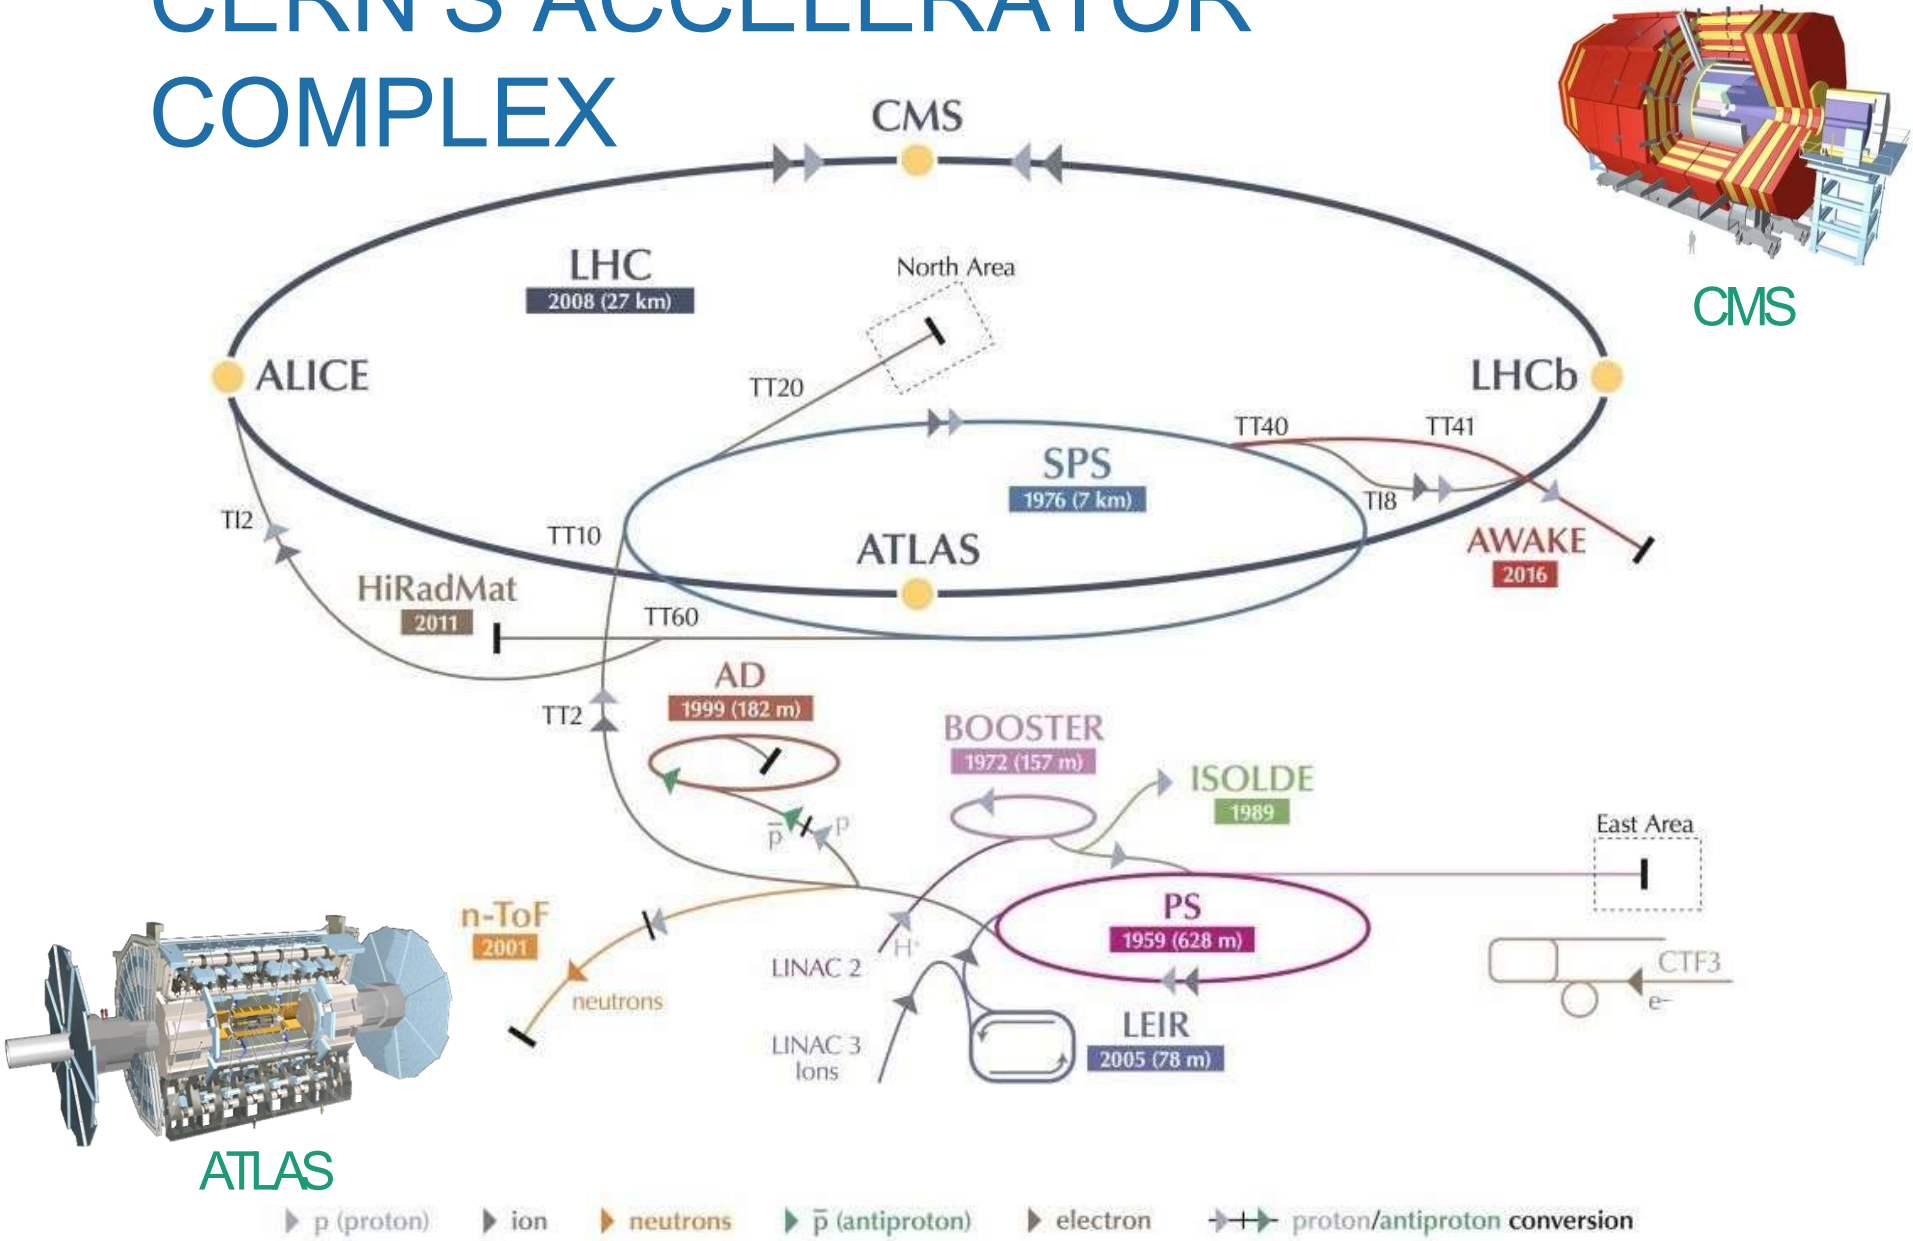 CERN'S ACCELERATOR
COMPLEX
CMS
CMS
LHC
2008 (27 km)
North Area
ALICE
TT20
LHCb
TT40
TT41
SPS
1976 (7 km)
TI8
TI2
TT10
ATLAS
AWAKE
2016
HiRadMat
2011
TT60
AD
1999 (182 m)
TT2
BOOSTER
1972 (157 m)
ISOLDE
1989
p̅
p
East Area
n-ToF
2001
PS
1959 (628 m)
H⁺
LINAC 2
neutrons
CTF3
e–
LEIR
2005 (78 m)
LINAC 3
Ions
ATLAS
p (proton)
ion
neutrons
p̅ (antiproton)
electron
proton/antiproton conversion